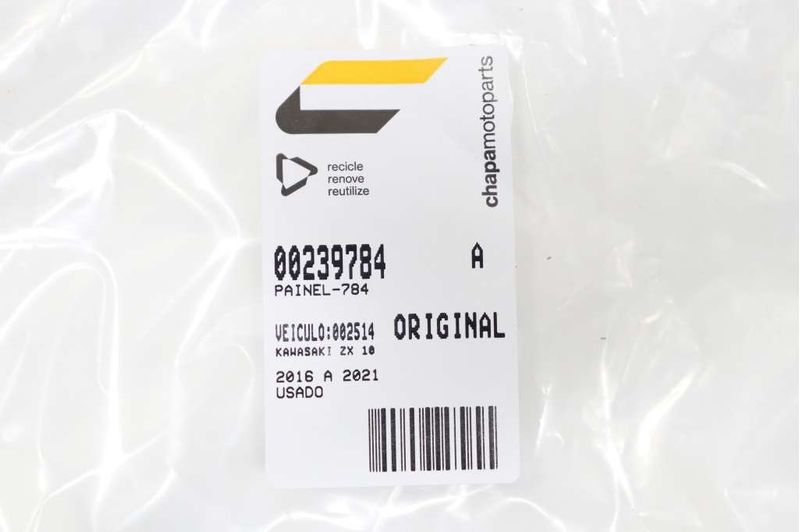 chapamotoparts
recicle
renove
reutilize
00239784 A
PAINEL-784
VEICULO:002514 ORIGINAL
KAWASAKI ZX 10
2016 A 2021
USADO